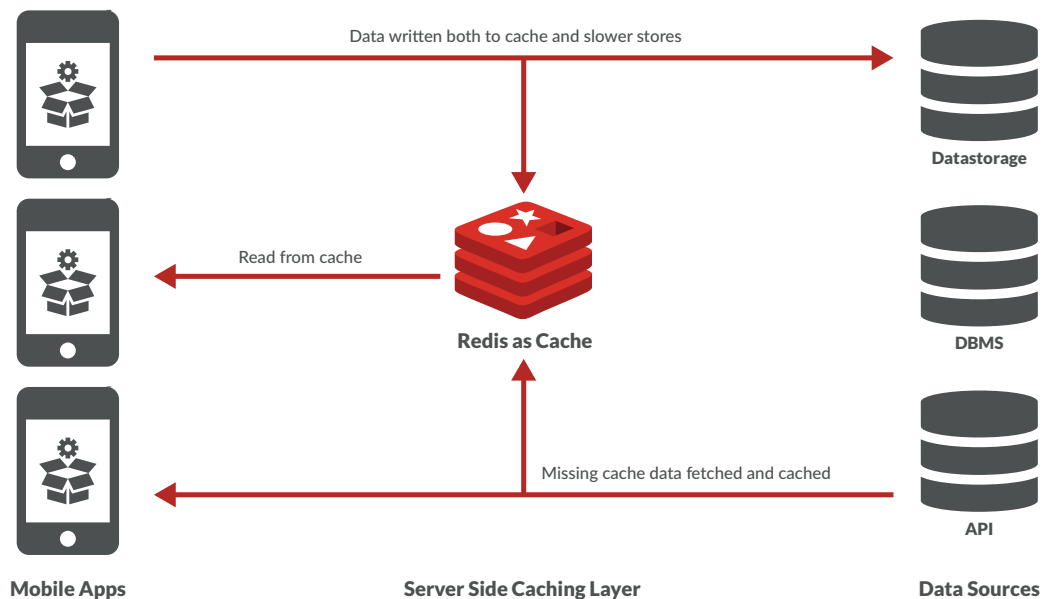 Data written both to cache and slower stores
Datastorage
Read from cache
Redis as Cache
DBMS
Missing cache data fetched and cached
API
Mobile Apps
Server Side Caching Layer
Data Sources